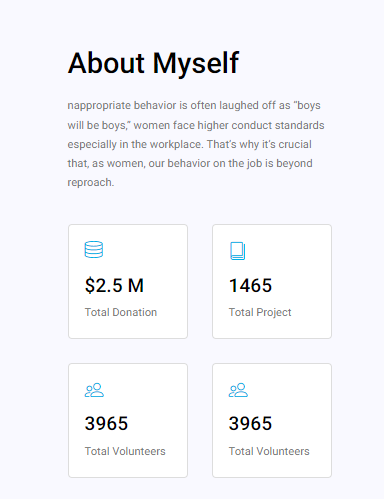 About Myself
nappropriate behavior is often laughed off as “boys
will be boys,” women face higher conduct standards
especially in the workplace. That’s why it’s crucial
that, as women, our behavior on the job is beyond
reproach.
$2.5 M
Total Donation
1465
Total Project
3965
Total Volunteers
3965
Total Volunteers